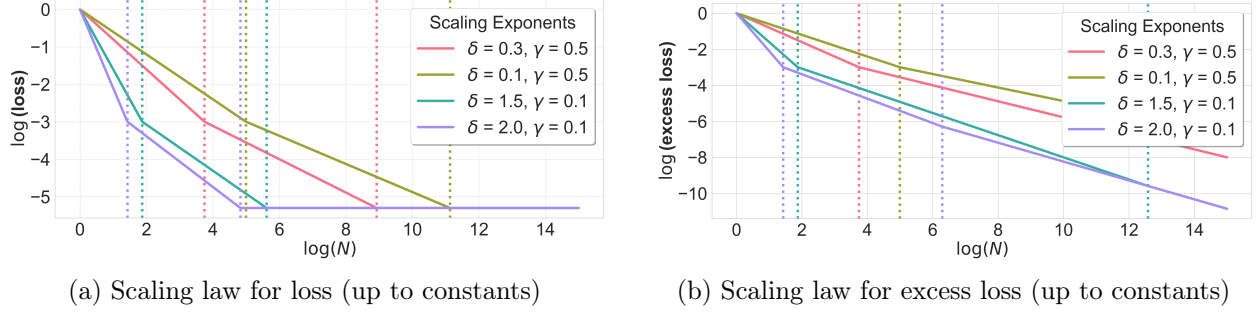 0
−1
−2
−3
−4
−5
log(loss)
0 2 4 6 8 10 12 14
log(N)
Scaling Exponents
δ = 0.3, γ = 0.5
δ = 0.1, γ = 0.5
δ = 1.5, γ = 0.1
δ = 2.0, γ = 0.1
(a) Scaling law for loss (up to constants)
0
−2
−4
−6
−8
−10
log(excess loss)
0 2 4 6 8 10 12 14
log(N)
Scaling Exponents
δ = 0.3, γ = 0.5
δ = 0.1, γ = 0.5
δ = 1.5, γ = 0.1
δ = 2.0, γ = 0.1
(b) Scaling law for excess loss (up to constants)